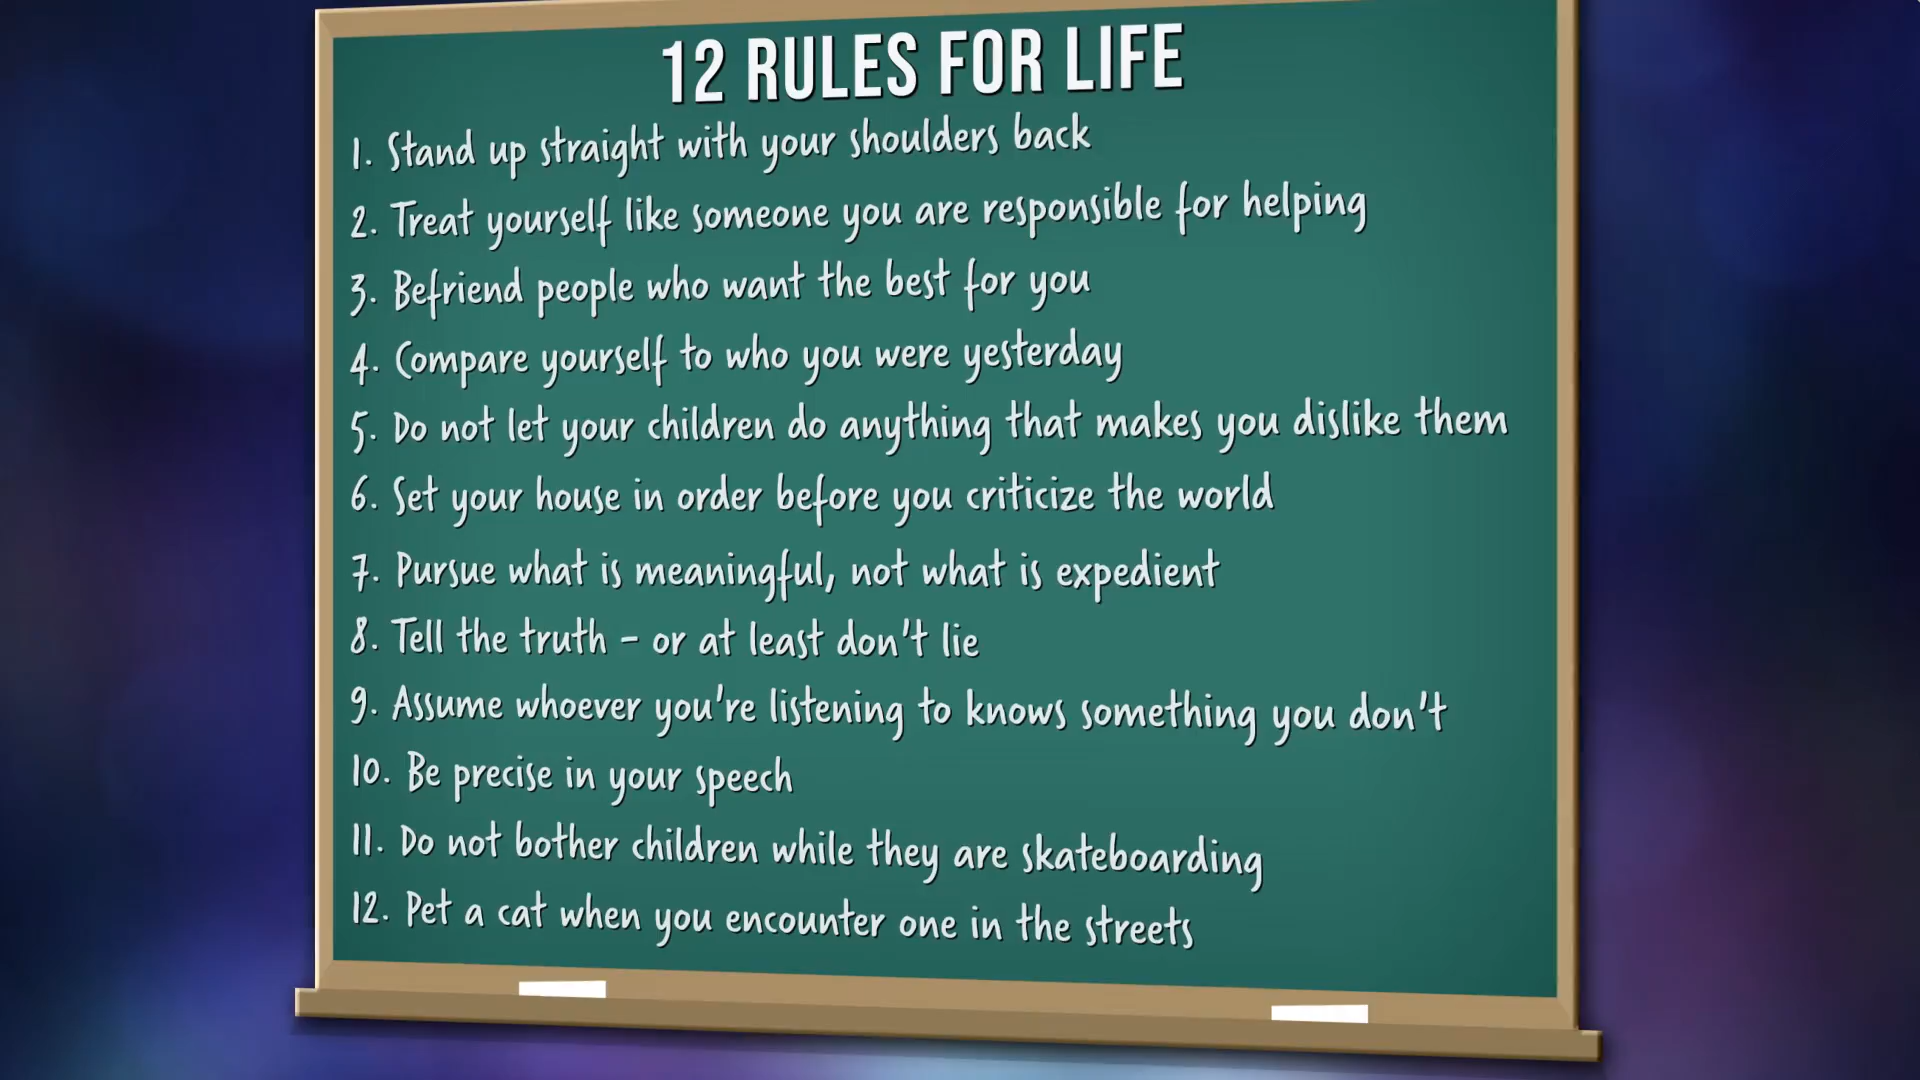 12 RULES FOR LIFE
1. Stand up straight with your shoulders back
2. Treat yourself like someone you are responsible for helping
3. Befriend people who want the best for you
4. Compare yourself to who you were yesterday
5. Do not let your children do anything that makes you dislike them
6. Set your house in order before you criticize the world
7. Pursue what is meaningful, not what is expedient
8. Tell the truth - or at least don't lie
9. Assume whoever you're listening to knows something you don't
10. Be precise in your speech
11. Do not bother children while they are skateboarding
12. Pet a cat when you encounter one in the streets